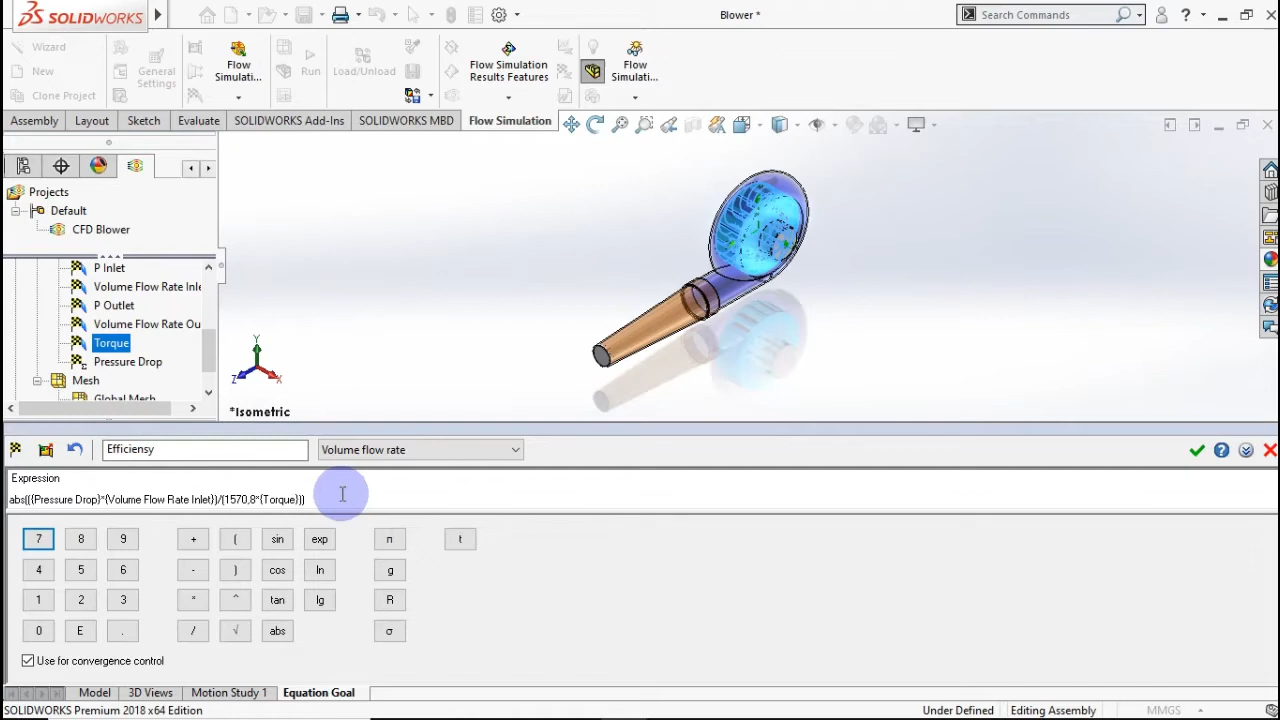 SOLIDWORKS
Blower *
Search Commands
?
Wizard
New
Clone Project
General
Settings
Flow
Simulati...
Run
Load/Unload
Flow Simulation
Results Features
Flow
Simulati...
Assembly
Layout
Sketch
Evaluate
SOLIDWORKS Add-Ins
SOLIDWORKS MBD
Flow Simulation
Projects
Default
CFD Blower
P Inlet
Volume Flow Rate Inle
P Outlet
Volume Flow Rate Ou
Torque
Pressure Drop
Mesh
Global Mesh
Y
Z
X
*Isometric
Efficiensy
Volume flow rate
?
Expression
abs(({Pressure Drop}*{Volume Flow Rate Inlet})/(1570,8*{Torque}))
7 8 9 + ( sin exp π t
4 5 6 - ) cos ln g
1 2 3 * ^ tan lg R
0 E . / √ abs σ
Use for convergence control
Model
3D Views
Motion Study 1
Equation Goal
SOLIDWORKS Premium 2018 x64 Edition
Under Defined
Editing Assembly
MMGS